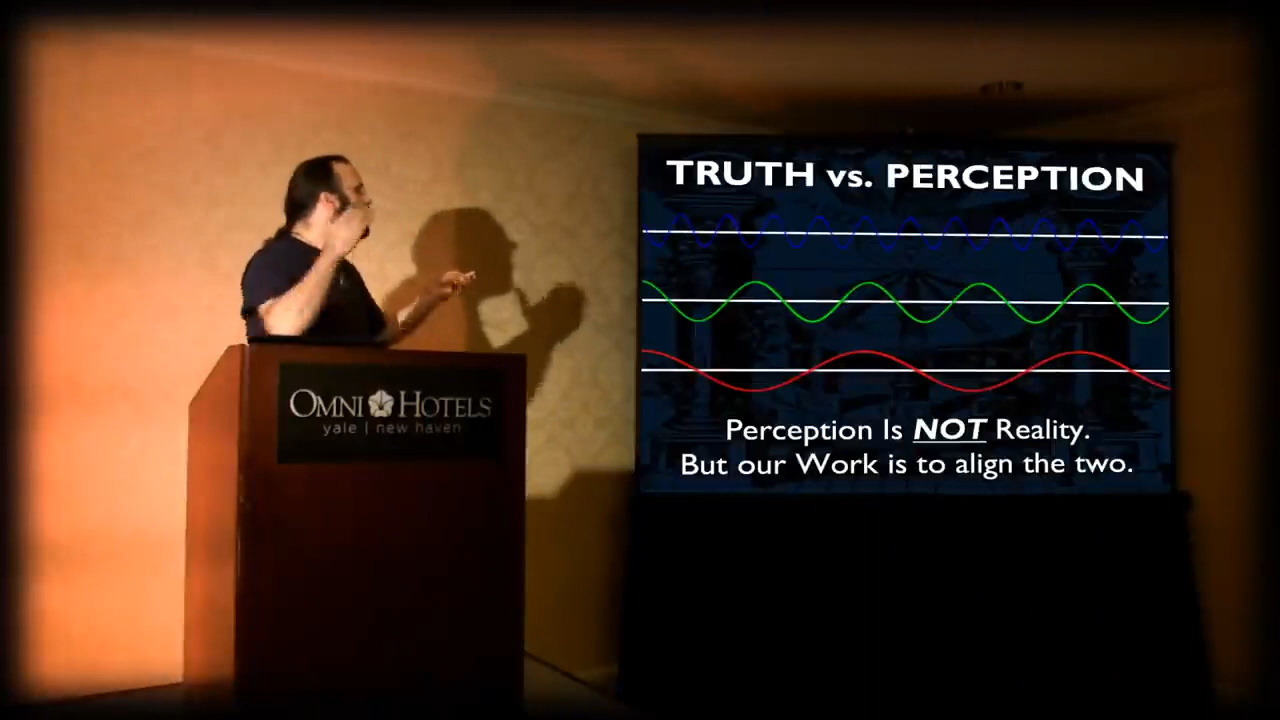 TRUTH vs. PERCEPTION
Perception Is NOT Reality.
But our Work is to align the two.
OMNI HOTELS
yale | new haven